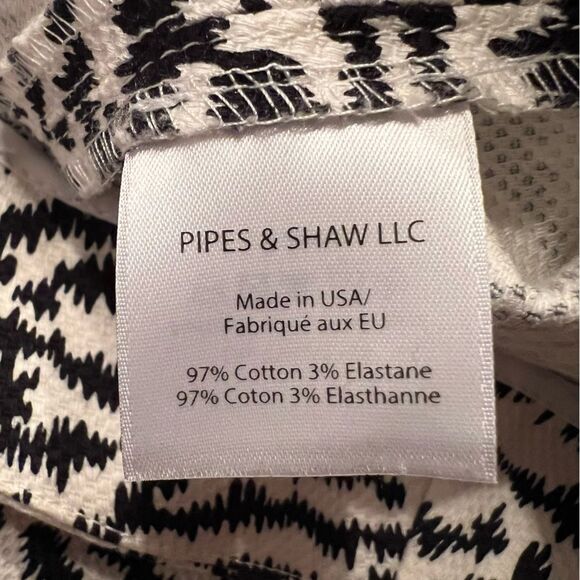 PIPES & SHAW LLC
Made in USA/
Fabriqué aux EU
97% Cotton 3% Elastane
97% Coton 3% Elasthanne